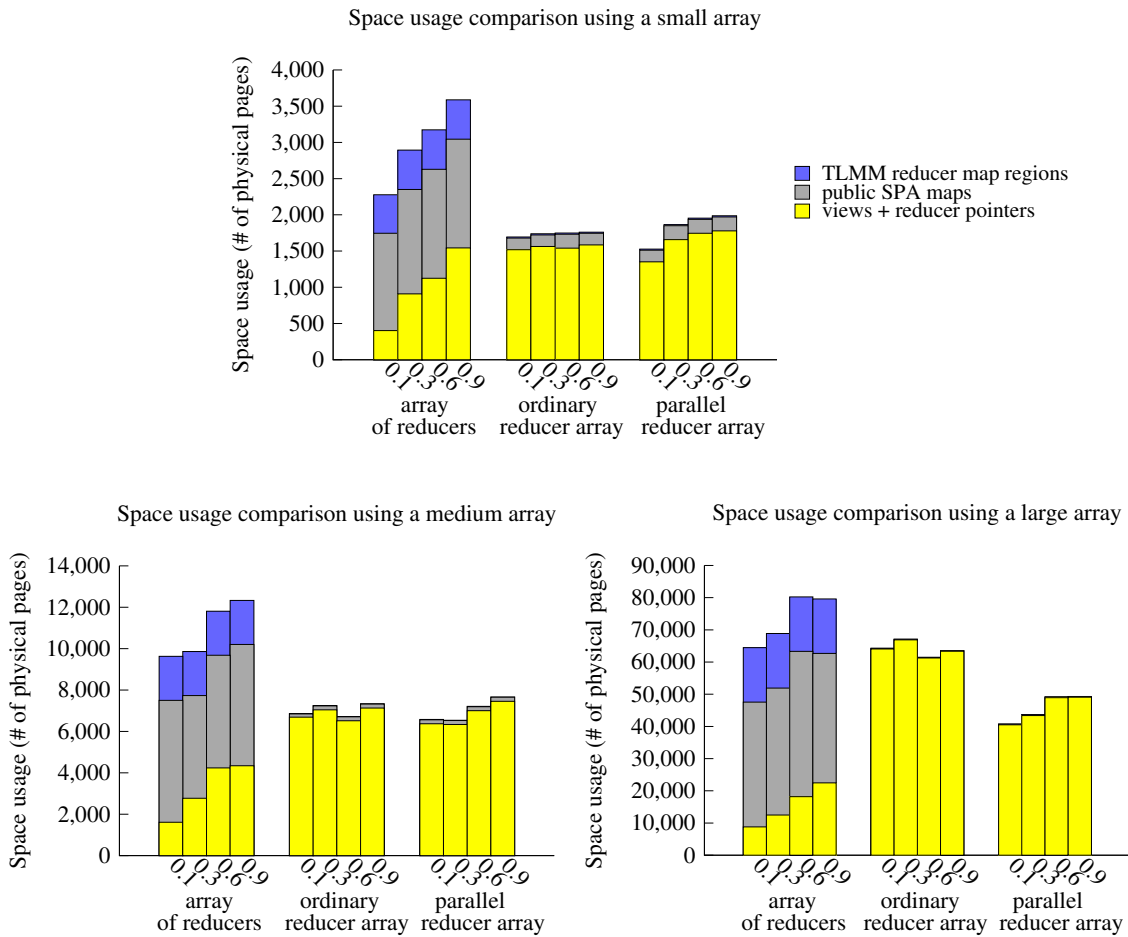 Space usage comparison using a small array
Space usage (# of physical pages)
4,000
3,500
3,000
2,500
2,000
1,500
1,000
500
0
TLMM reducer map regions
public SPA maps
views + reducer pointers
0.1 0.3 0.6 0.9 0.1 0.3 0.6 0.9 0.1 0.3 0.6 0.9
array ordinary parallel
of reducers reducer array reducer array
Space usage comparison using a medium array
Space usage (# of physical pages)
14,000
12,000
10,000
8,000
6,000
4,000
2,000
0
0.1 0.3 0.6 0.9 0.1 0.3 0.6 0.9 0.1 0.3 0.6 0.9
array ordinary parallel
of reducers reducer array reducer array
Space usage comparison using a large array
Space usage (# of physical pages)
90,000
80,000
70,000
60,000
50,000
40,000
30,000
20,000
10,000
0
0.1 0.3 0.6 0.9 0.1 0.3 0.6 0.9 0.1 0.3 0.6 0.9
array ordinary parallel
of reducers reducer array reducer array